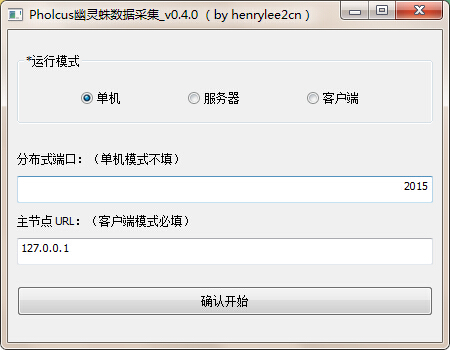 Pholcus幽灵蛛数据采集_v0.4.0 （by henrylee2cn）
*运行模式
单机 服务器 客户端
分布式端口：（单机模式不填）
2015
主节点 URL：（客户端模式必填）
127.0.0.1
确认开始